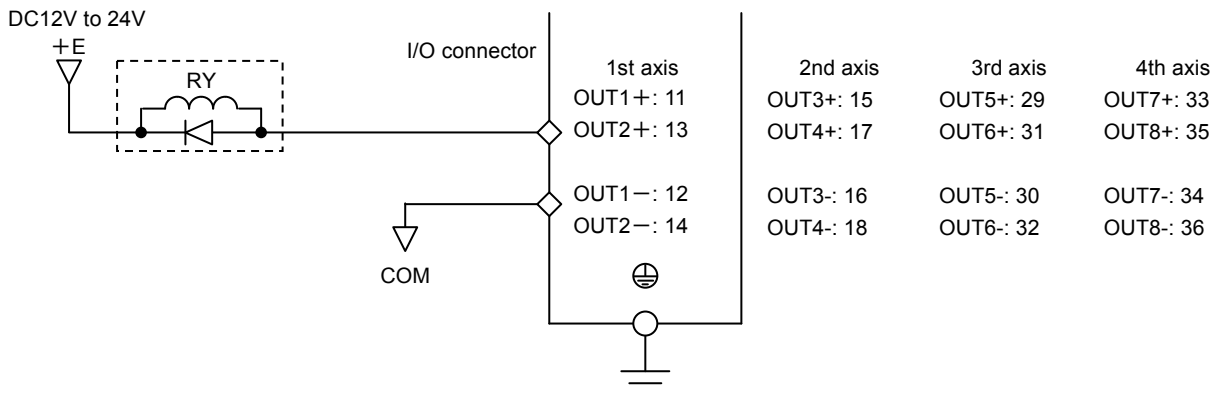 DC12V to 24V
+E
RY
I/O connector
1st axis 2nd axis 3rd axis 4th axis
OUT1+: 11 OUT3+: 15 OUT5+: 29 OUT7+: 33
OUT2+: 13 OUT4+: 17 OUT6+: 31 OUT8+: 35
OUT1-: 12 OUT3-: 16 OUT5-: 30 OUT7-: 34
OUT2-: 14 OUT4-: 18 OUT6-: 32 OUT8-: 36
COM